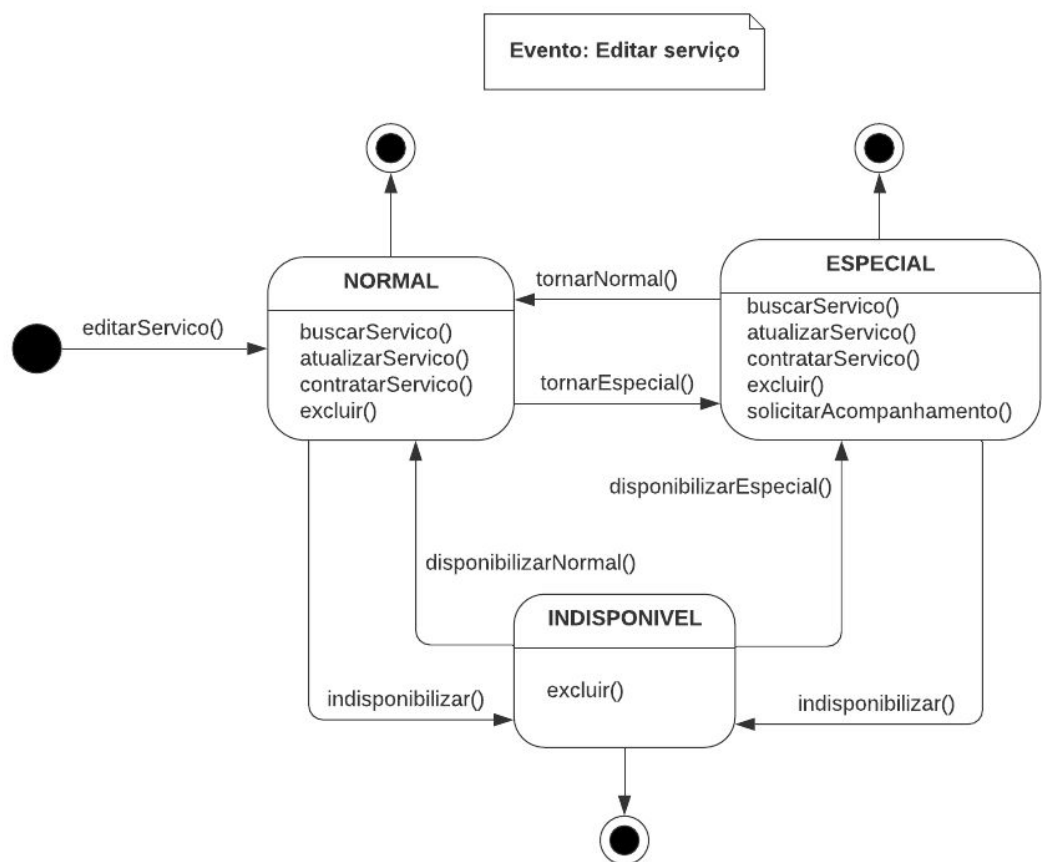 Evento: Editar serviço
NORMAL
buscarServico()
atualizarServico()
contratarServico()
excluir()
ESPECIAL
buscarServico()
atualizarServico()
contratarServico()
excluir()
solicitarAcompanhamento()
editarServico()
tornarNormal()
tornarEspecial()
disponibilizarEspecial()
disponibilizarNormal()
INDISPONIVEL
excluir()
indisponibilizar()
indisponibilizar()